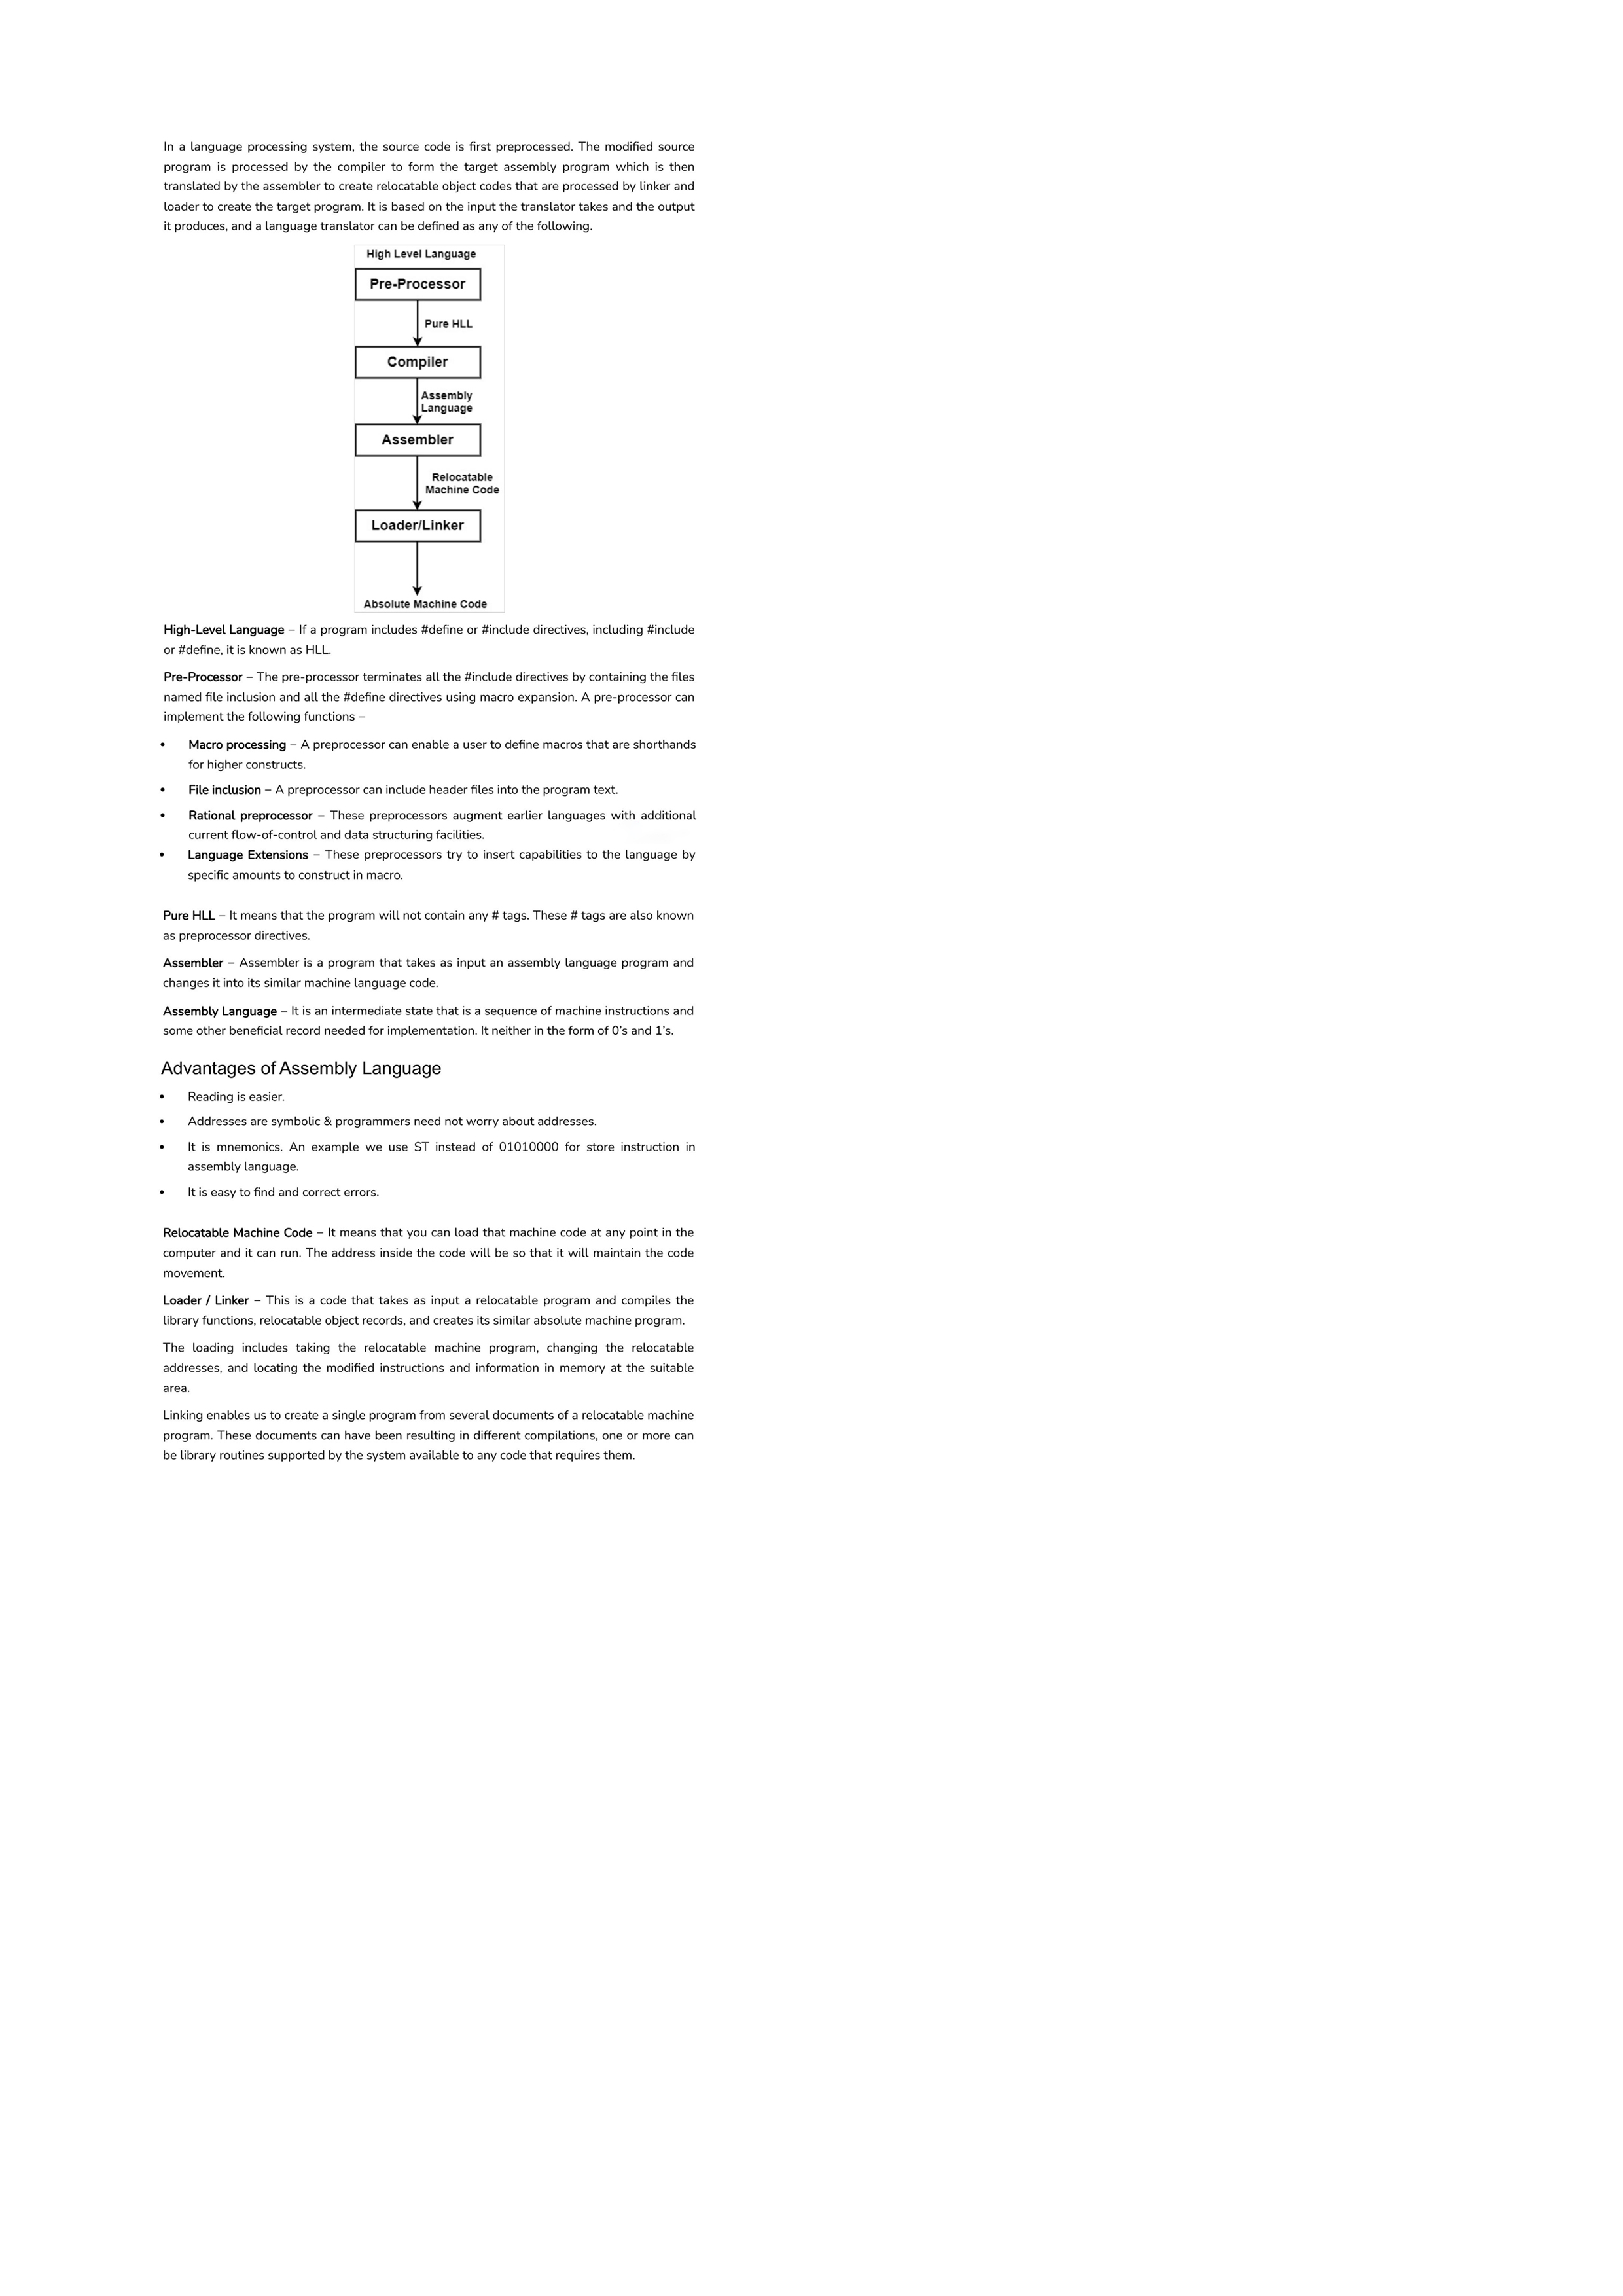 In a language processing system, the source code is first preprocessed. The modified source
program is processed by the compiler to form the target assembly program which is then
translated by the assembler to create relocatable object codes that are processed by linker and
loader to create the target program. It is based on the input the translator takes and the output
it produces, and a language translator can be defined as any of the following.
High Level Language
Pre-Processor
Pure HLL
Compiler
Assembly
Language
Assembler
Relocatable
Machine Code
Loader/Linker
Absolute Machine Code
High-Level Language – If a program includes #define or #include directives, including #include
or #define, it is known as HLL.
Pre-Processor – The pre-processor terminates all the #include directives by containing the files
named file inclusion and all the #define directives using macro expansion. A pre-processor can
implement the following functions –
• Macro processing – A preprocessor can enable a user to define macros that are shorthands
for higher constructs.
• File inclusion – A preprocessor can include header files into the program text.
• Rational preprocessor – These preprocessors augment earlier languages with additional
current flow-of-control and data structuring facilities.
• Language Extensions – These preprocessors try to insert capabilities to the language by
specific amounts to construct in macro.
Pure HLL – It means that the program will not contain any # tags. These # tags are also known
as preprocessor directives.
Assembler – Assembler is a program that takes as input an assembly language program and
changes it into its similar machine language code.
Assembly Language – It is an intermediate state that is a sequence of machine instructions and
some other beneficial record needed for implementation. It neither in the form of 0’s and 1’s.
Advantages of Assembly Language
• Reading is easier.
• Addresses are symbolic & programmers need not worry about addresses.
• It is mnemonics. An example we use ST instead of 01010000 for store instruction in
assembly language.
• It is easy to find and correct errors.
Relocatable Machine Code – It means that you can load that machine code at any point in the
computer and it can run. The address inside the code will be so that it will maintain the code
movement.
Loader / Linker – This is a code that takes as input a relocatable program and compiles the
library functions, relocatable object records, and creates its similar absolute machine program.
The loading includes taking the relocatable machine program, changing the relocatable
addresses, and locating the modified instructions and information in memory at the suitable
area.
Linking enables us to create a single program from several documents of a relocatable machine
program. These documents can have been resulting in different compilations, one or more can
be library routines supported by the system available to any code that requires them.